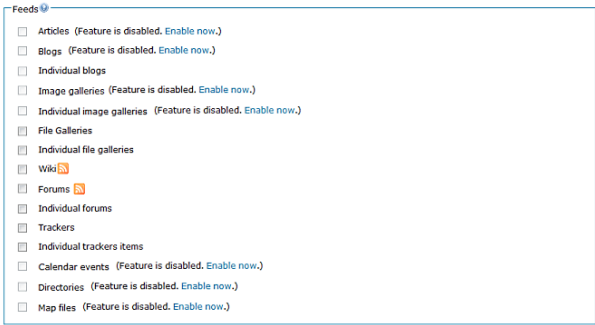 Feeds
Articles (Feature is disabled. Enable now.)
Blogs (Feature is disabled. Enable now.)
Individual blogs
Image galleries (Feature is disabled. Enable now.)
Individual image galleries (Feature is disabled. Enable now.)
File Galleries
Individual file galleries
Wiki
Forums
Individual forums
Trackers
Individual trackers items
Calendar events (Feature is disabled. Enable now.)
Directories (Feature is disabled. Enable now.)
Map files (Feature is disabled. Enable now.)